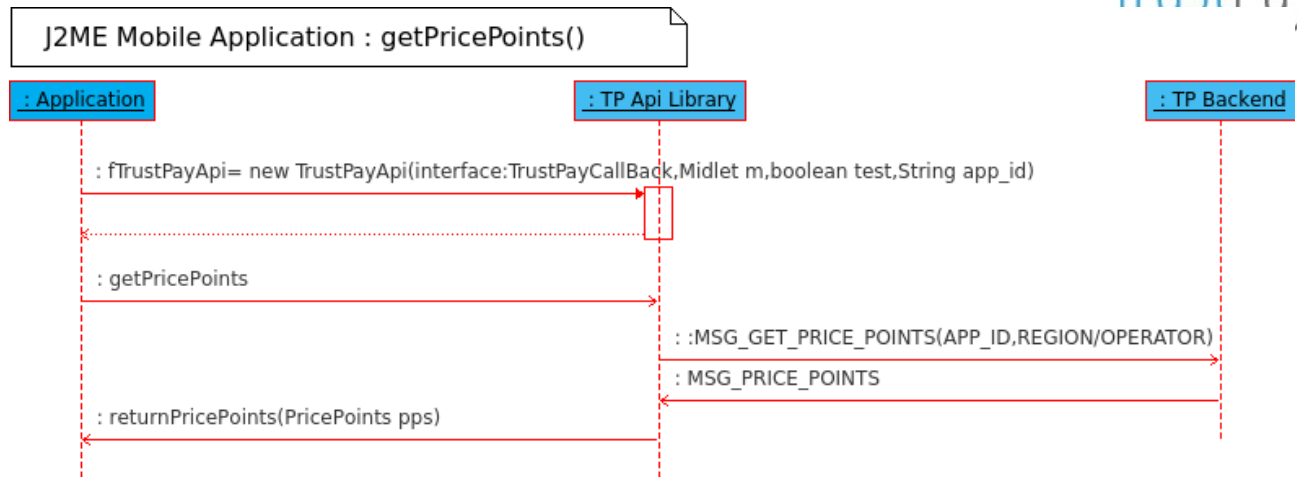 J2ME Mobile Application : getPricePoints()
: Application
: TP Api Library
: TP Backend
: fTrustPayApi= new TrustPayApi(interface:TrustPayCallBack,Midlet m,boolean test,String app_id)
: getPricePoints
: :MSG_GET_PRICE_POINTS(APP_ID,REGION/OPERATOR)
: MSG_PRICE_POINTS
: returnPricePoints(PricePoints pps)